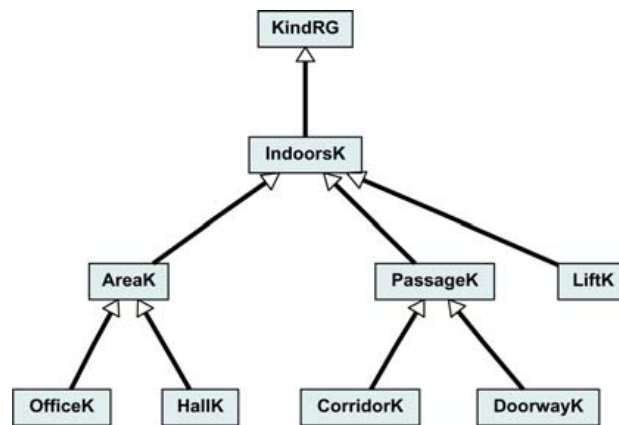 KindRG
IndoorsK
AreaK
PassageK
LiftK
OfficeK
HallK
CorridorK
DoorwayK